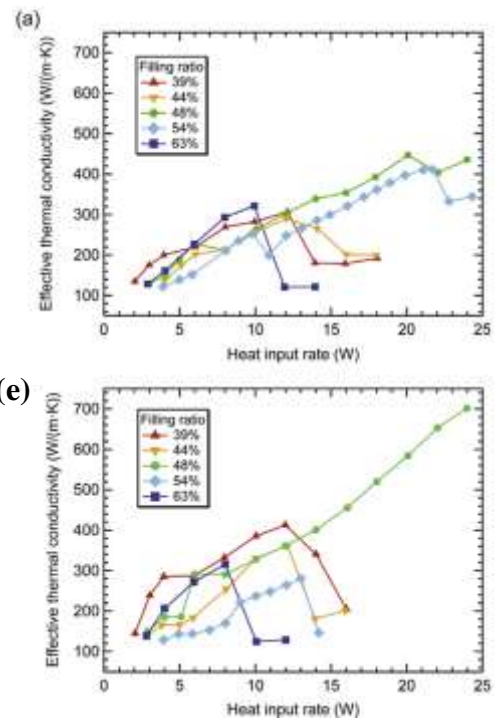 (a)
Effective thermal conductivity (W/(m·K))
700
600
500
400
300
200
100
Filling ratio
39%
44%
48%
54%
63%
0 5 10 15 20 25
Heat input rate (W)
(e)
Effective thermal conductivity (W/(m·K))
700
600
500
400
300
200
100
Filling ratio
39%
44%
48%
54%
63%
0 5 10 15 20 25
Heat input rate (W)